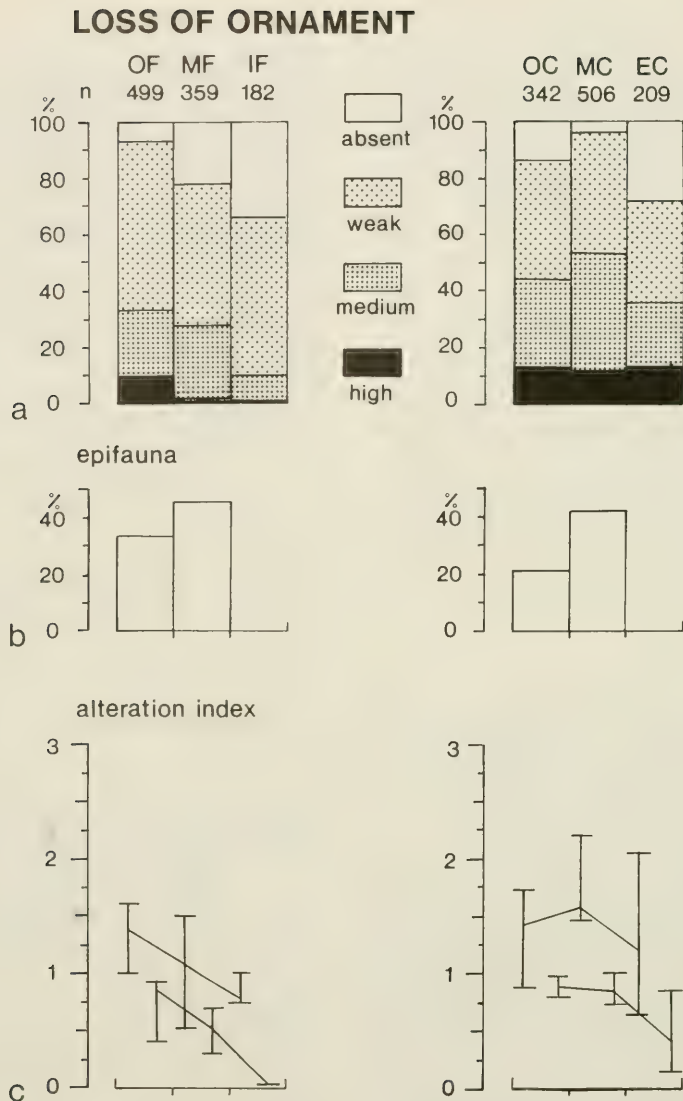 LOSS OF ORNAMENT
OF MF IF
n 499 359 182
OC MC EC
342 506 209
%
100
80
60
40
20
0
absent
weak
medium
high
%
100
80
60
40
20
0
a
epifauna
%
40
20
0
%
40
20
0
b
alteration index
3
2
1
0
3
2
1
0
c